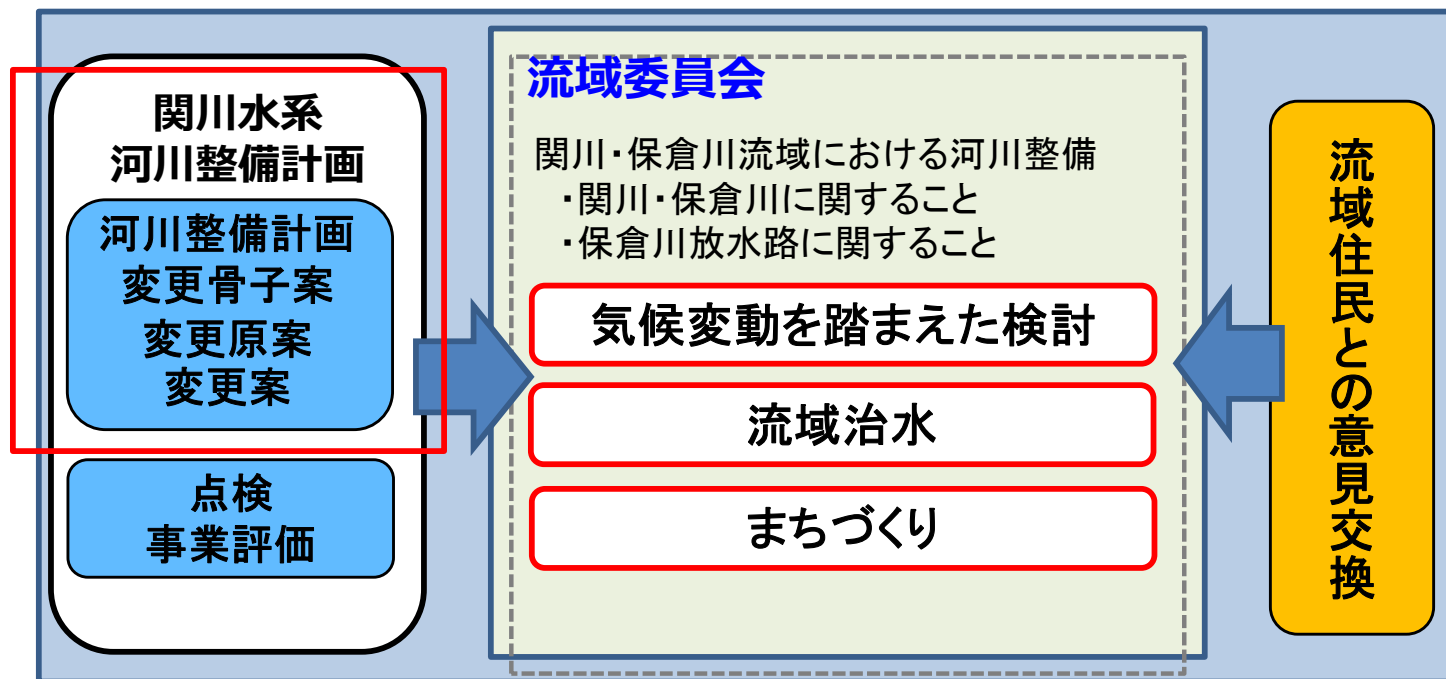 関川水系
河川整備計画
河川整備計画
変更骨子案
変更原案
変更案
点検
事業評価
流域委員会
関川・保倉川流域における河川整備
・関川・保倉川に関すること
・保倉川放水路に関すること
気候変動を踏まえた検討
流域治水
まちづくり
流域住民との意見交換